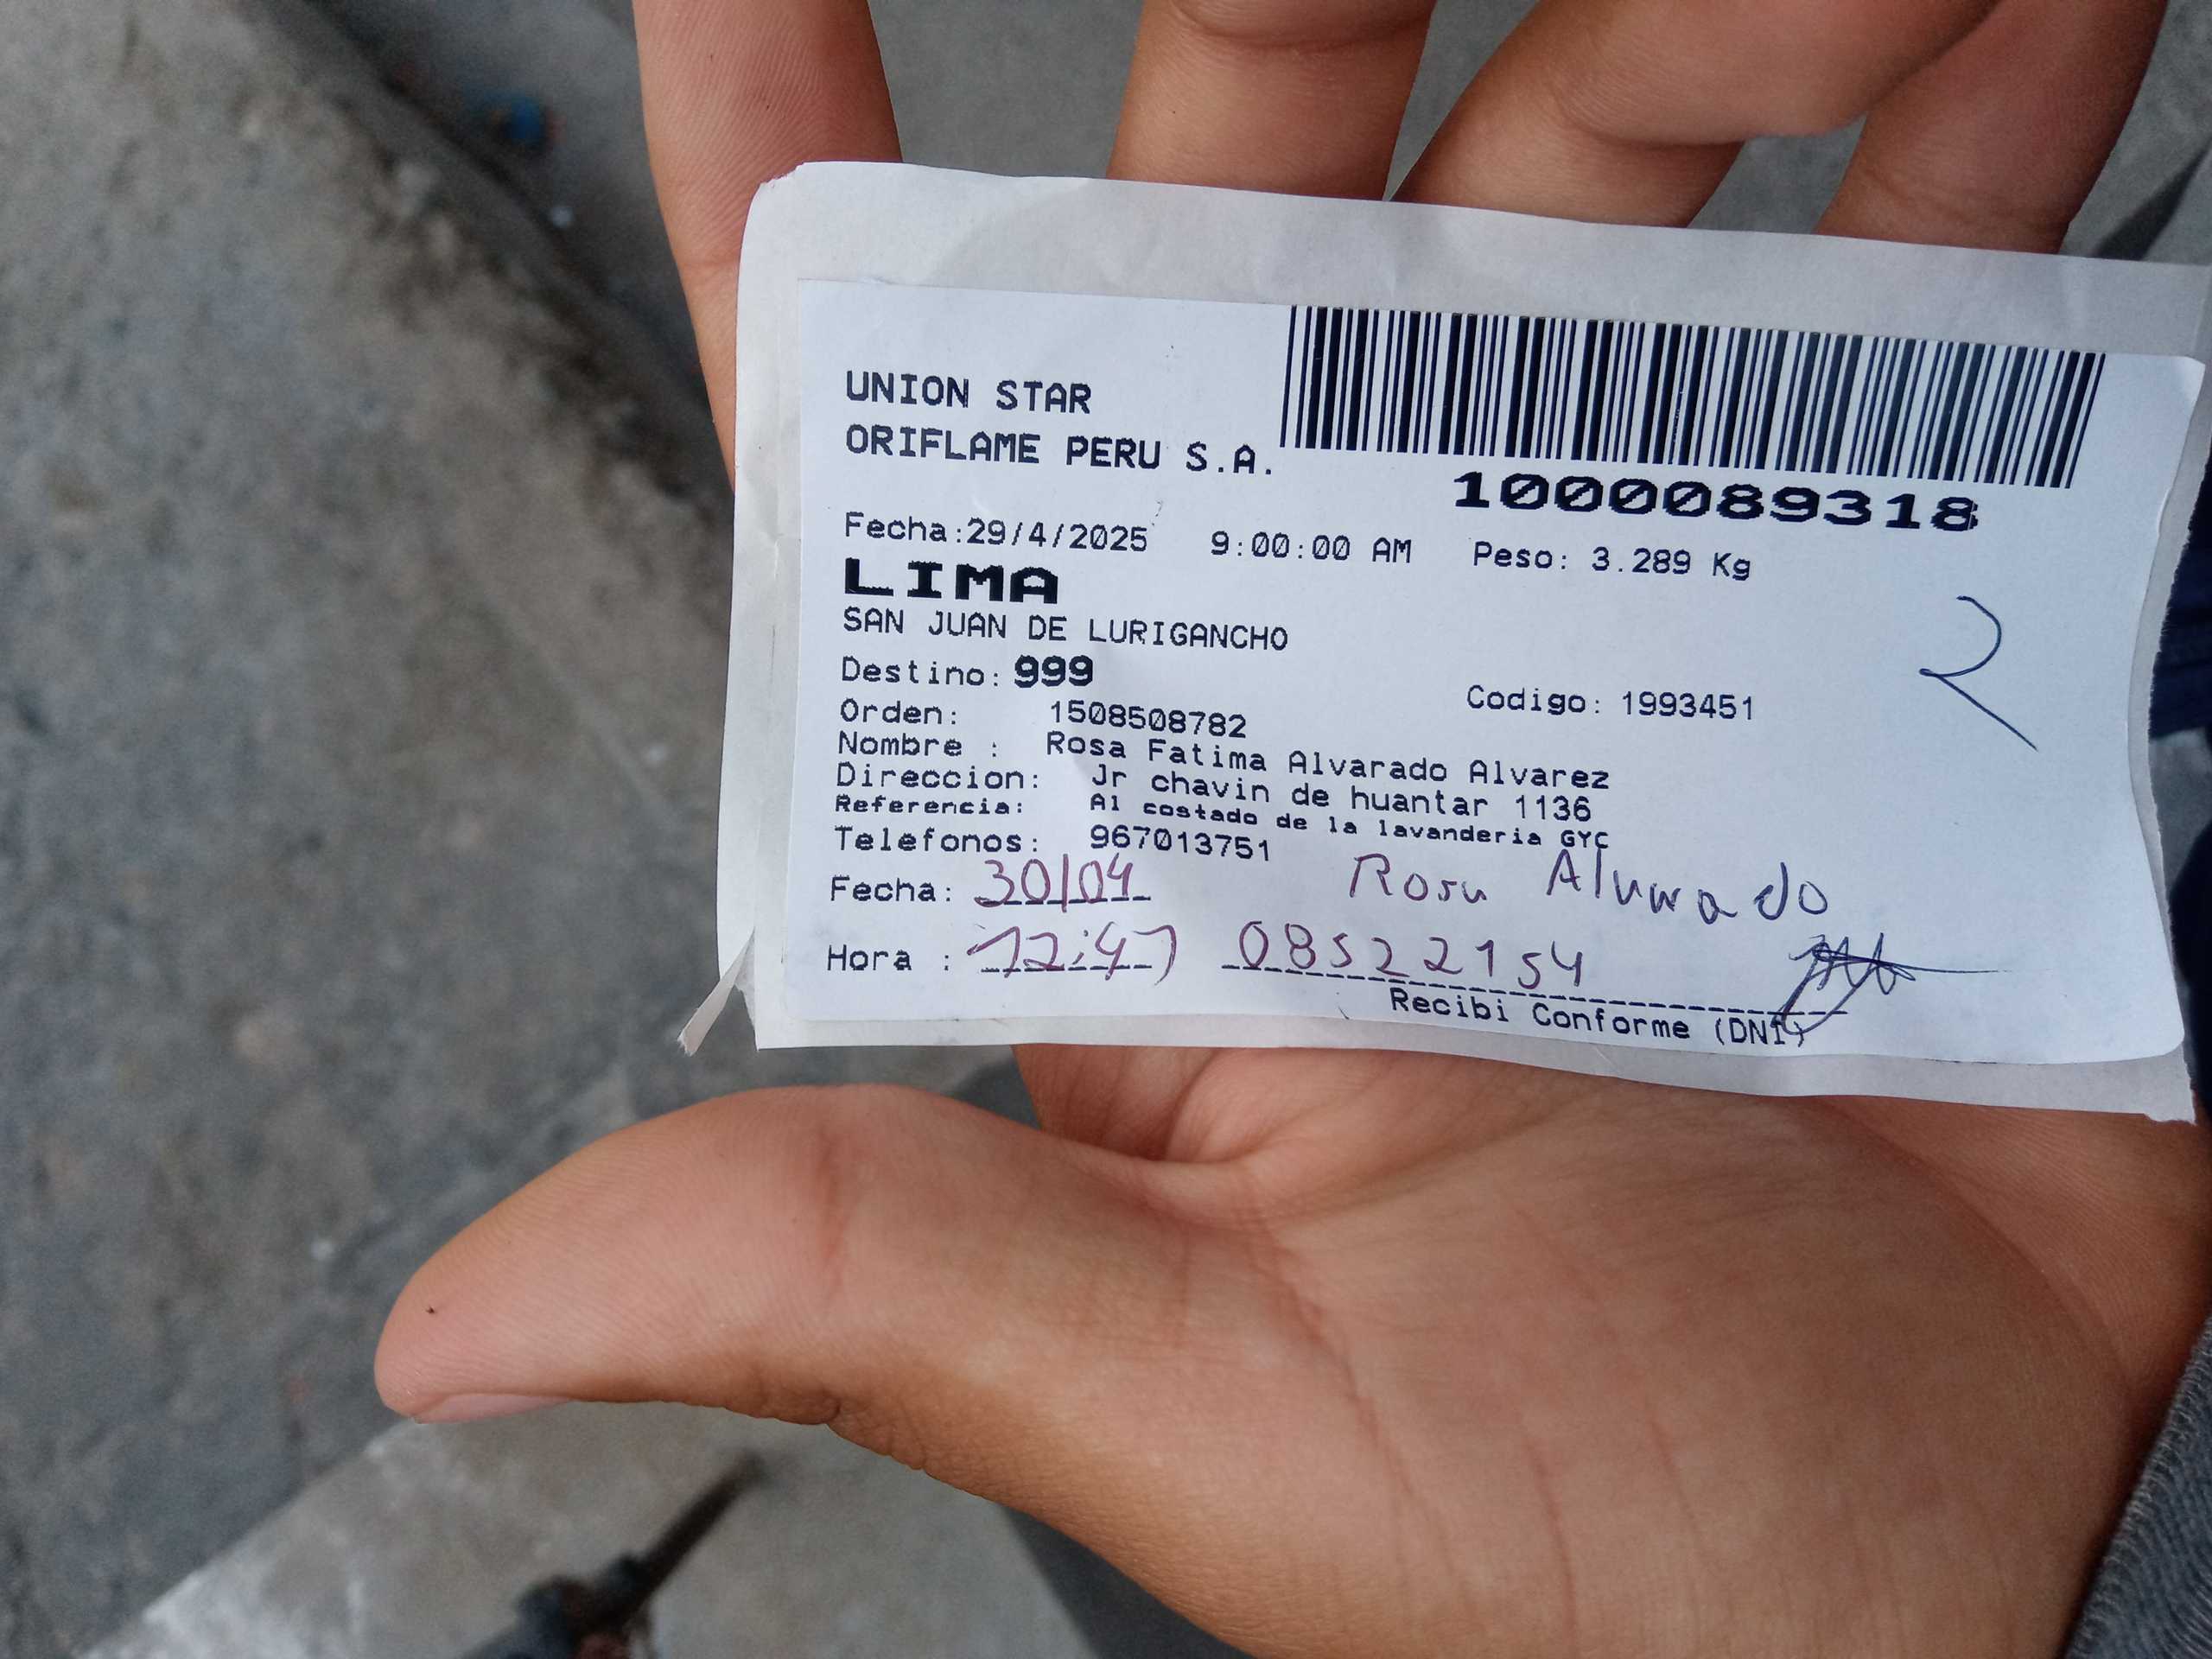 UNION STAR
ORIFLAME PERU S.A.
1000089318
Fecha:29/4/2025 9:00:00 AM Peso: 3.289 Kg
LIMA
SAN JUAN DE LURIGANCHO
Destino: 999
Codigo: 1993451
Orden: 1508508782
Nombre : Rosa Fatima Alvarado Alvarez
Direccion: Jr chavin de huantar 1136
Referencia: Al costado de la lavanderia GYC
Telefonos: 967013751
Fecha: 30/04 Rosa Alvarado
Hora : 12:47 08522154
Recibi Conforme (DNI)